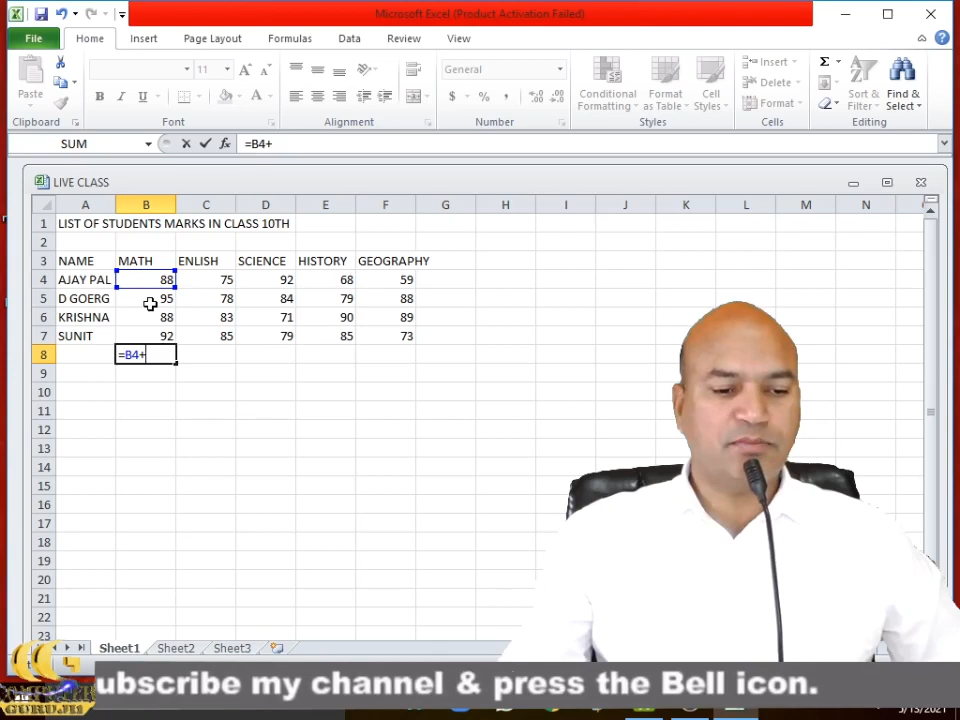 Microsoft Excel (Product Activation Failed)
File Home Insert Page Layout Formulas Data Review View
Paste
11
General
Conditional Formatting
Format as Table
Cell Styles
Insert
Delete
Format
Sort & Filter
Find & Select
Clipboard Font Alignment Number Styles Cells Editing
SUM fx =B4+
LIVE CLASS
A B C D E F G H I J K L M N
1 LIST OF STUDENTS MARKS IN CLASS 10TH
2
3 NAME MATH ENLISH SCIENCE HISTORY GEOGRAPHY
4 AJAY PAL 88 75 92 68 59
5 D GOERG 95 78 84 79 88
6 KRISHNA 88 83 71 90 89
7 SUNIT 92 85 79 85 73
8 =B4+
9
10
11
12
13
14
15
16
17
18
19
20
21
22
23
Sheet1 Sheet2 Sheet3
ubscribe my channel & press the Bell icon.